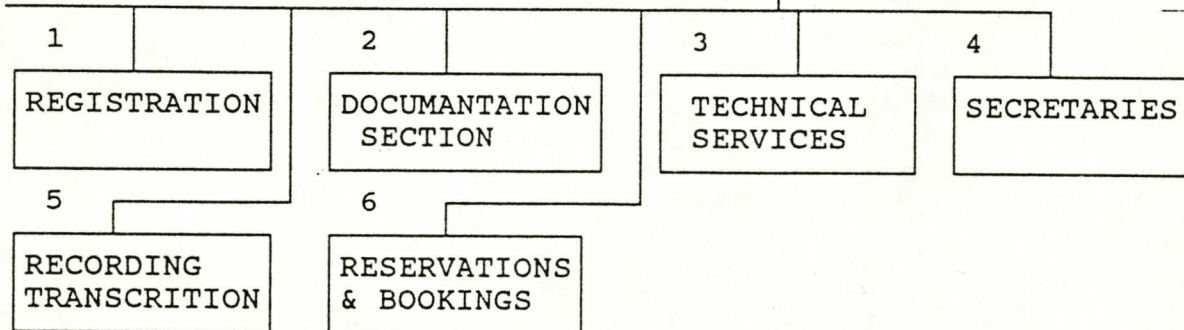 1
REGISTRATION
2
DOCUMANTATION
SECTION
3
TECHNICAL
SERVICES
4
SECRETARIES
5
RECORDING
TRANSCRITION
6
RESERVATIONS
& BOOKINGS